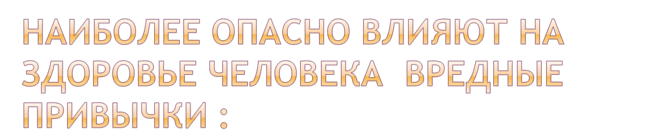 НАИБОЛЕЕ ОПАСНО ВЛИЯЮТ НА
ЗДОРОВЬЕ ЧЕЛОВЕКА ВРЕДНЫЕ
ПРИВЫЧКИ :